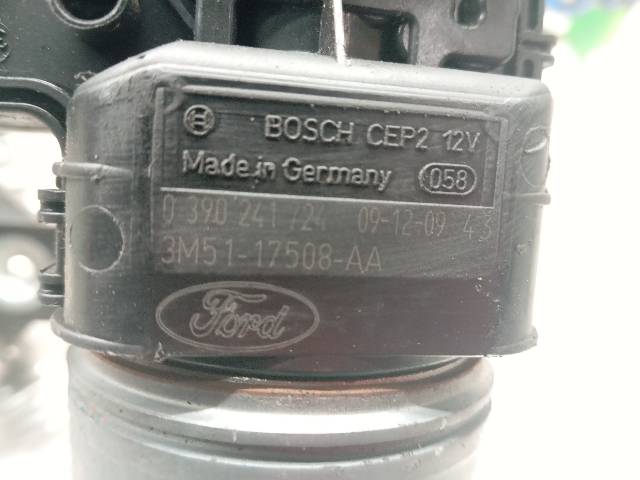 BOSCH CEP2 12V
Made in Germany 058
0 390 241 724 09-12-09 43
3M51-17508-AA
Ford